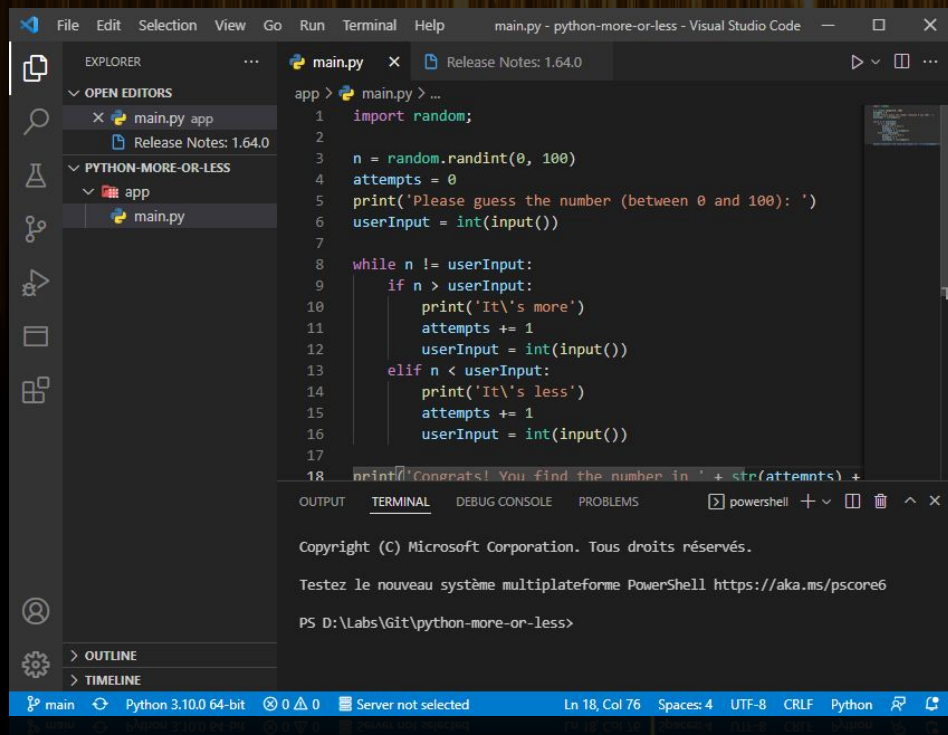 File Edit Selection View Go Run Terminal Help main.py - python-more-or-less - Visual Studio Code
EXPLORER
OPEN EDITORS
main.py app
Release Notes: 1.64.0
PYTHON-MORE-OR-LESS
app
main.py
main.py Release Notes: 1.64.0
app > main.py > ...
1 import random;
2
3 n = random.randint(0, 100)
4 attempts = 0
5 print('Please guess the number (between 0 and 100): ')
6 userInput = int(input())
7
8 while n != userInput:
9 if n > userInput:
10 print('It\'s more')
11 attempts += 1
12 userInput = int(input())
13 elif n < userInput:
14 print('It\'s less')
15 attempts += 1
16 userInput = int(input())
17
18 print('Congrats! You find the number in ' + str(attempts) +
OUTPUT TERMINAL DEBUG CONSOLE PROBLEMS powershell
Copyright (C) Microsoft Corporation. Tous droits réservés.
Testez le nouveau système multiplateforme PowerShell https://aka.ms/pscore6
PS D:\Labs\Git\python-more-or-less>
OUTLINE
TIMELINE
main Python 3.10.0 64-bit 0 0 Server not selected Ln 18, Col 76 Spaces: 4 UTF-8 CRLF Python